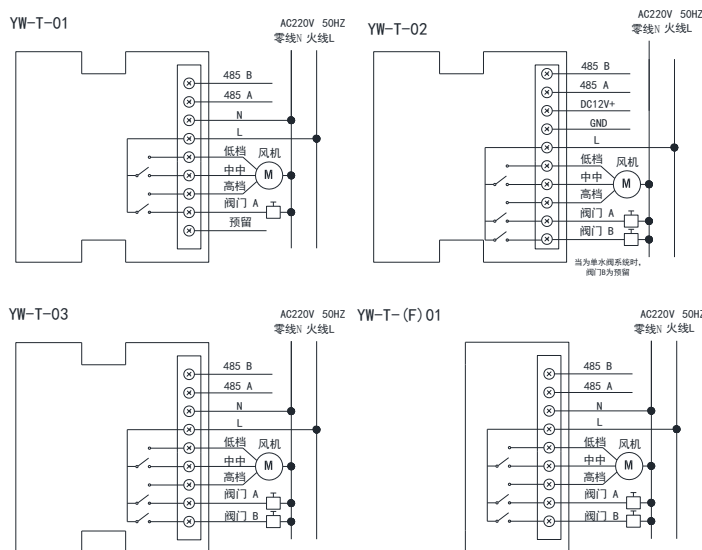 YW-T-01
AC220V 50HZ
零线N 火线L
485 B
485 A
N
L
低档 风机
中中 M
高档
阀门 A
预留
YW-T-02
AC220V 50HZ
零线N 火线L
485 B
485 A
DC12V+
GND
L
低档 风机
中中 M
高档
阀门 A
阀门 B
当为单水阀系统时，
阀门B为预留
YW-T-03
AC220V 50HZ
零线N 火线L
485 B
485 A
N
L
低档 风机
中中 M
高档
阀门 A
阀门 B
YW-T-(F)01
AC220V 50HZ
零线N 火线L
485 B
485 A
N
L
低档 风机
中中 M
高档
阀门 A
阀门 B